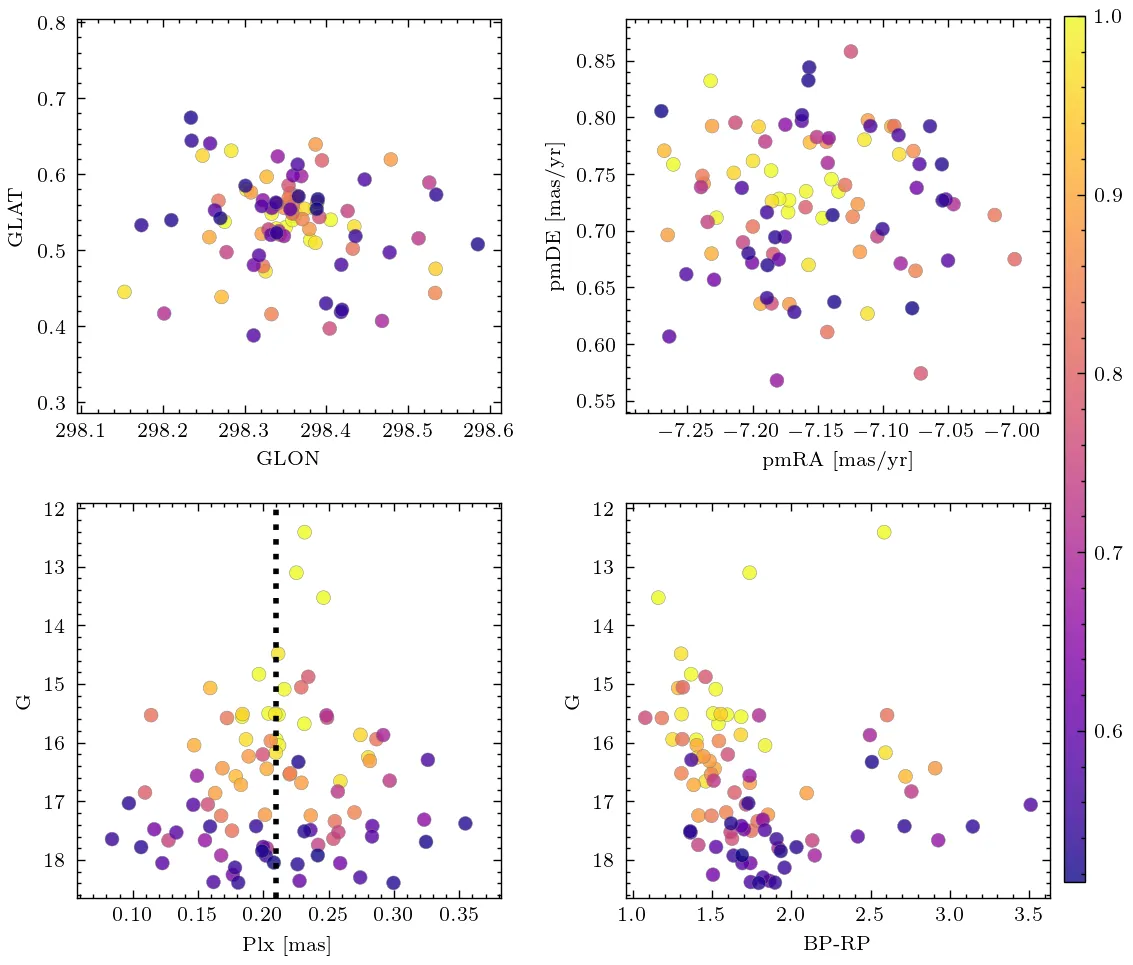 0.8
0.7
0.6
0.5
0.4
0.3
GLAT
298.1 298.2 298.3 298.4 298.5 298.6
GLON
0.85
0.80
0.75
0.70
0.65
0.60
0.55
pmDE [mas/yr]
−7.25 −7.20 −7.15 −7.10 −7.05 −7.00
pmRA [mas/yr]
12
13
14
15
16
17
18
G
0.10 0.15 0.20 0.25 0.30 0.35
Plx [mas]
12
13
14
15
16
17
18
G
1.0 1.5 2.0 2.5 3.0 3.5
BP-RP
1.0
0.9
0.8
0.7
0.6